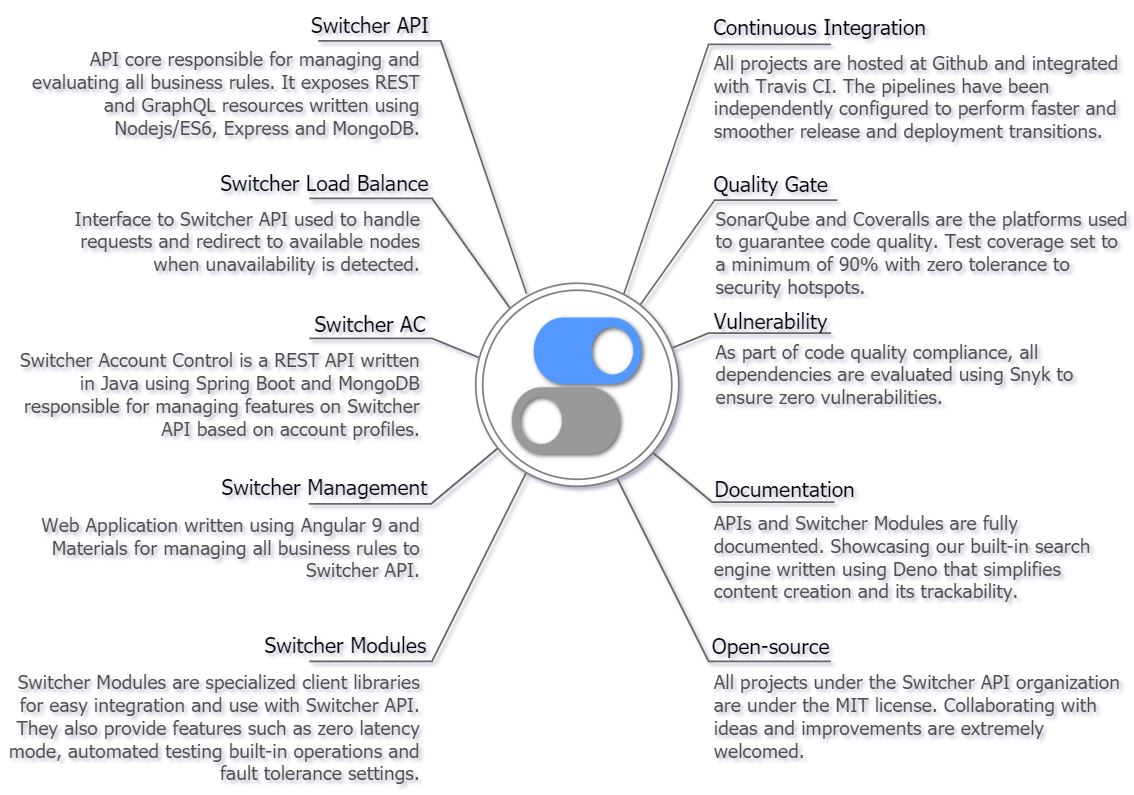 Switcher API
API core responsible for managing and
evaluating all business rules. It exposes REST
and GraphQL resources written using
Nodejs/ES6, Express and MongoDB.
Switcher Load Balance
Interface to Switcher API used to handle
requests and redirect to available nodes
when unavailability is detected.
Switcher AC
Switcher Account Control is a REST API written
in Java using Spring Boot and MongoDB
responsible for managing features on Switcher
API based on account profiles.
Switcher Management
Web Application written using Angular 9 and
Materials for managing all business rules to
Switcher API.
Switcher Modules
Switcher Modules are specialized client libraries
for easy integration and use with Switcher API.
They also provide features such as zero latency
mode, automated testing built-in operations and
fault tolerance settings.
Continuous Integration
All projects are hosted at Github and integrated
with Travis CI. The pipelines have been
independently configured to perform faster and
smoother release and deployment transitions.
Quality Gate
SonarQube and Coveralls are the platforms used
to guarantee code quality. Test coverage set to
a minimum of 90% with zero tolerance to
security hotspots.
Vulnerability
As part of code quality compliance, all
dependencies are evaluated using Snyk to
ensure zero vulnerabilities.
Documentation
APIs and Switcher Modules are fully
documented. Showcasing our built-in search
engine written using Deno that simplifies
content creation and its trackability.
Open-source
All projects under the Switcher API organization
are under the MIT license. Collaborating with
ideas and improvements are extremely
welcomed.